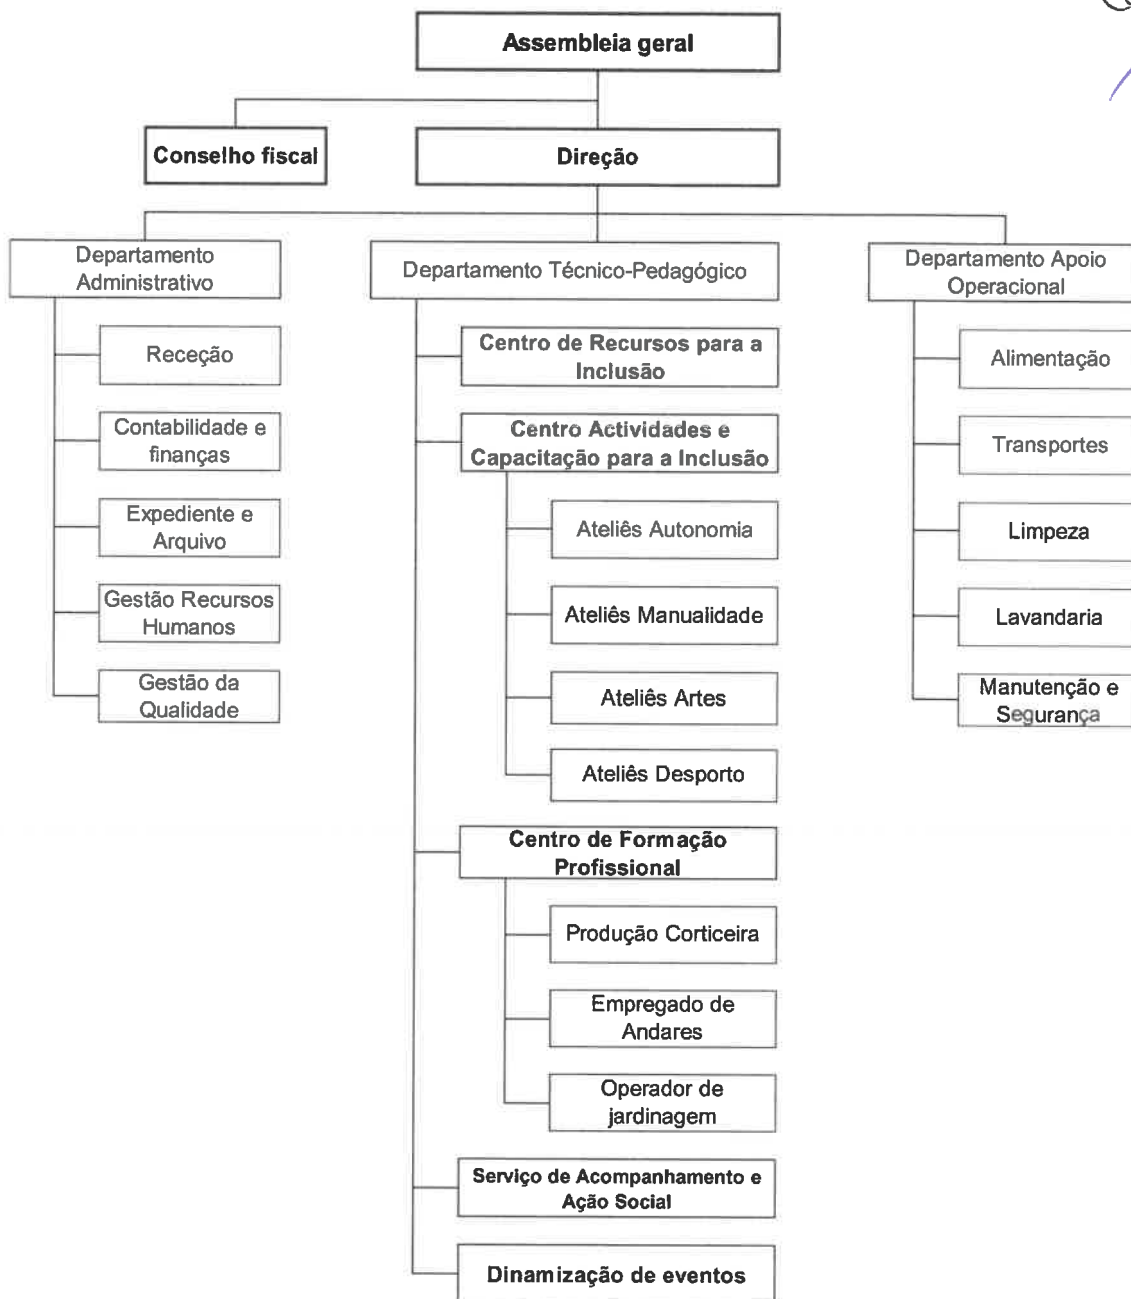 Assembleia geral
Conselho fiscal
Direção
Departamento
Administrativo
Receção
Contabilidade e
finanças
Expediente e
Arquivo
Gestão Recursos
Humanos
Gestão da
Qualidade
Departamento Técnico-Pedagógico
Centro de Recursos para a
Inclusão
Centro Actividades e
Capacitação para a Inclusão
Ateliês Autonomia
Ateliês Manualidade
Ateliês Artes
Ateliês Desporto
Centro de Formação
Profissional
Produção Corticeira
Empregado de
Andares
Operador de
jardinagem
Serviço de Acompanhamento e
Ação Social
Dinamização de eventos
Departamento Apoio
Operacional
Alimentação
Transportes
Limpeza
Lavandaria
Manutenção e
Segurança